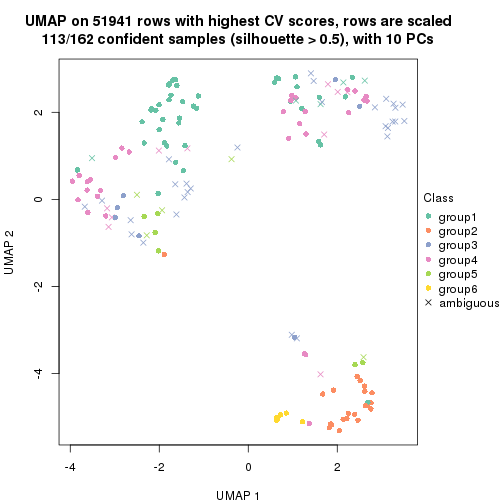 UMAP on 51941 rows with highest CV scores, rows are scaled
113/162 confident samples (silhouette > 0.5), with 10 PCs
UMAP 2
2
0
-2
-4
-4
-2
0
2
UMAP 1
Class
group1
group2
group3
group4
group5
group6
ambiguous